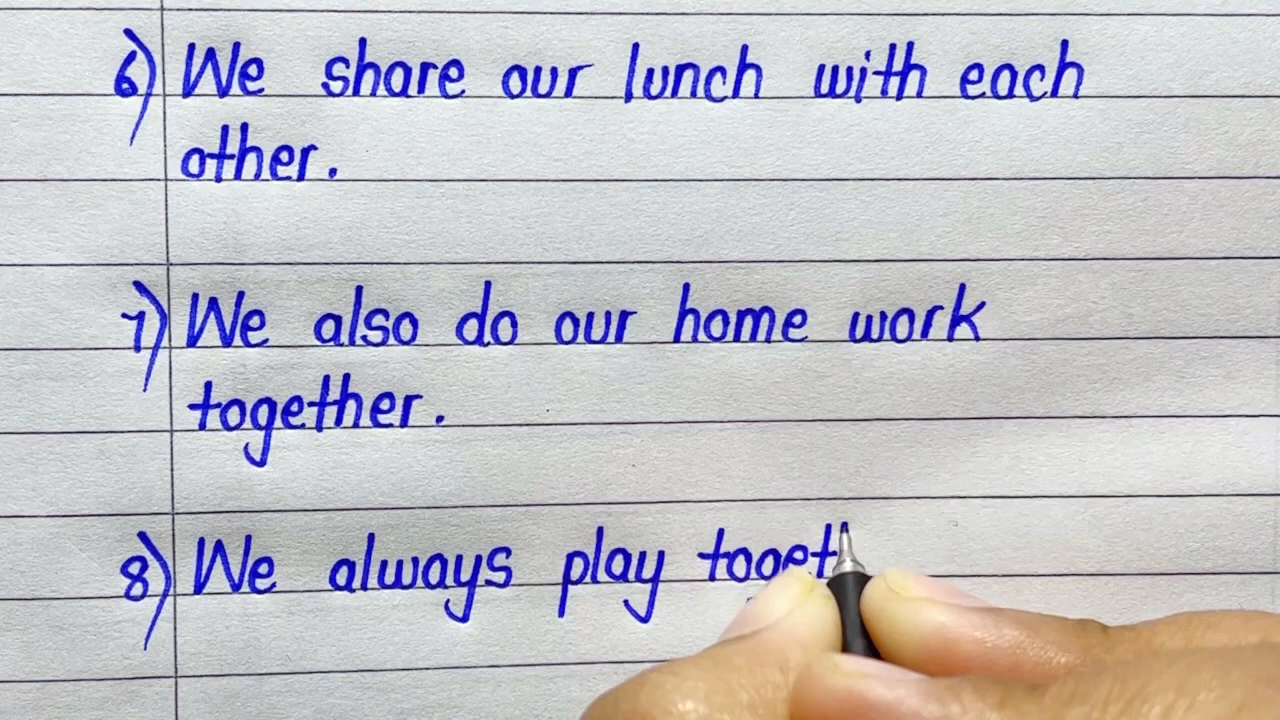 6) We share our lunch with each
other.
7) We also do our home work
together.
8) We always play toget